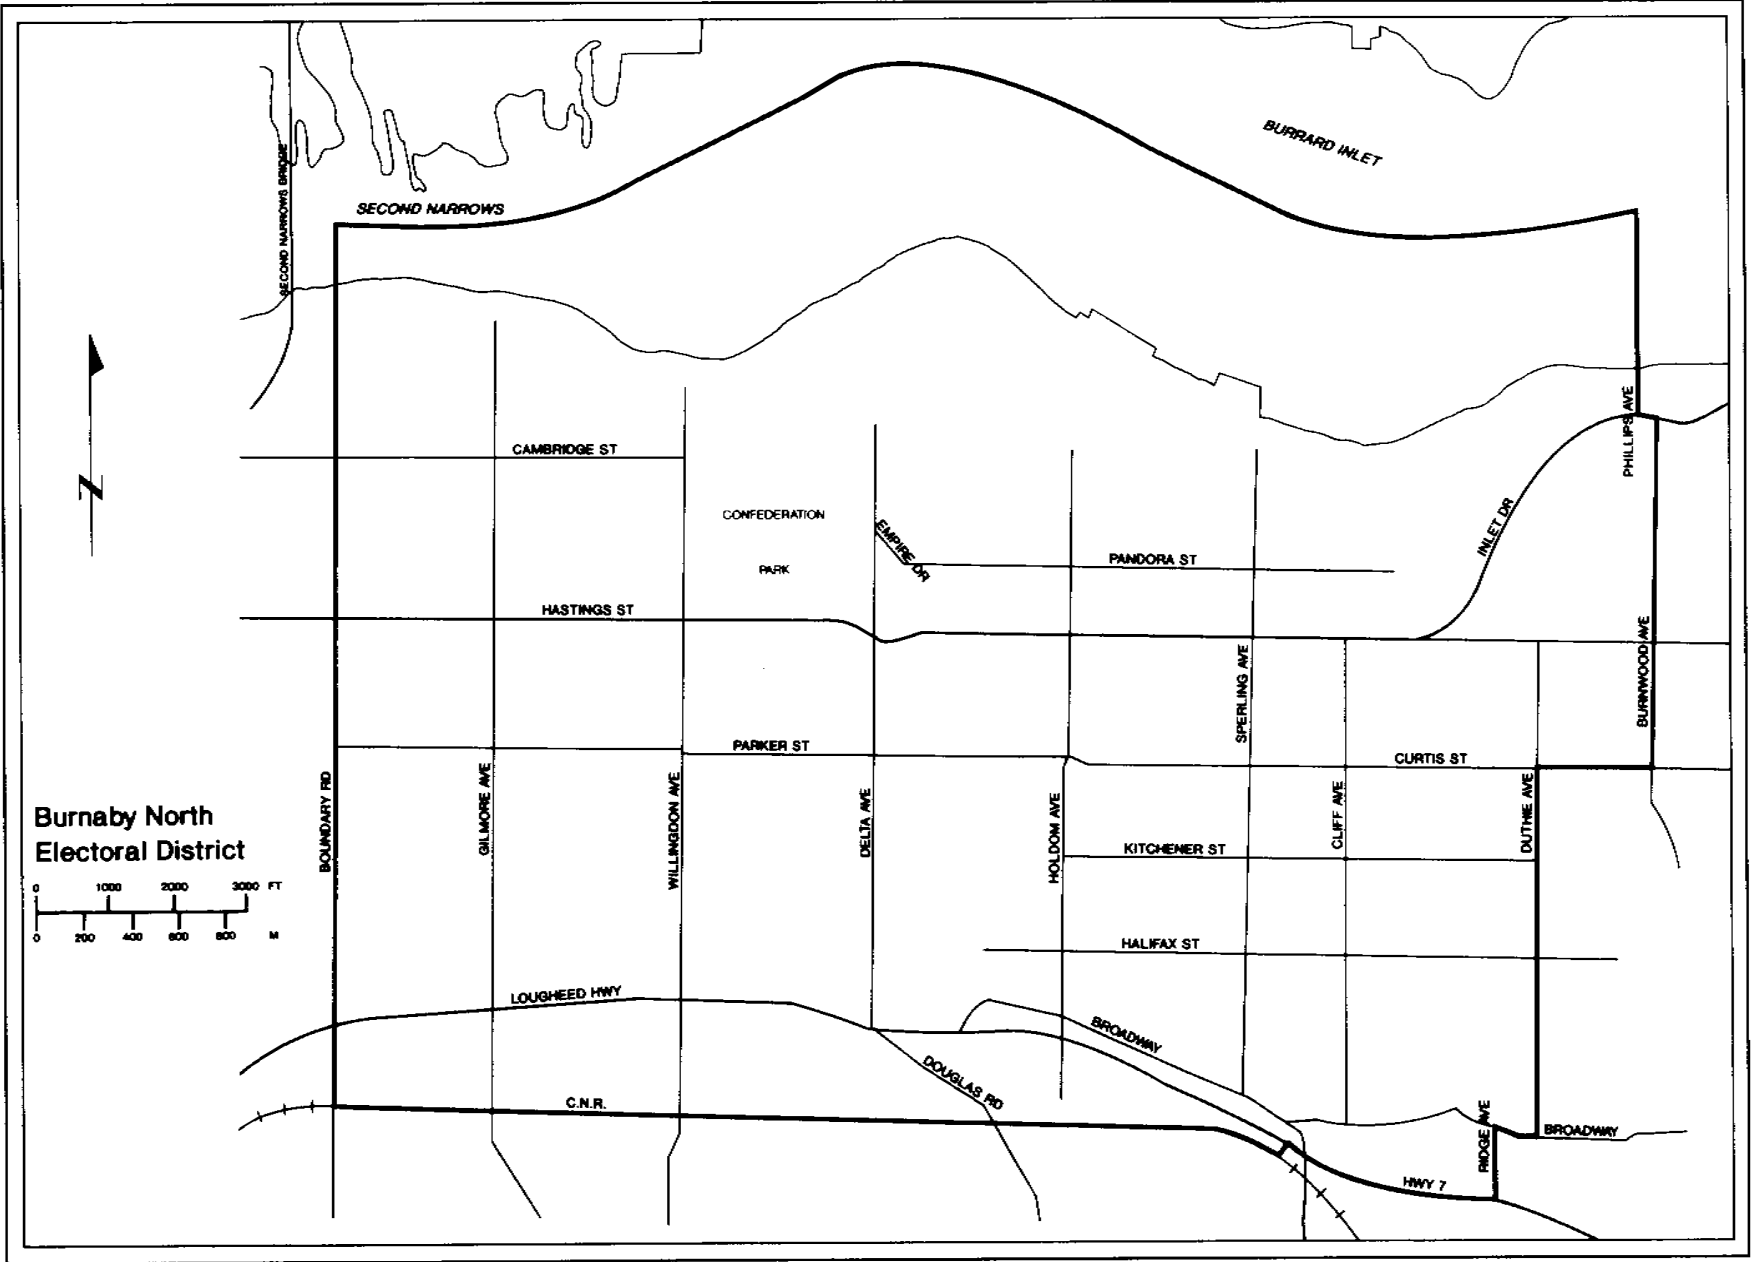 BURRARD INLET
SECOND NARROWS BRIDGE
SECOND NARROWS
PHILLIPS AVE
CAMBRIDGE ST
CONFEDERATION
PARK
EMPIRE DR
PANDORA ST
INLET DR
N
HASTINGS ST
SPERLING AVE
BURNWOOD AVE
PARKER ST
CURTIS ST
BOUNDARY RD
GILMORE AVE
WILLINGDON AVE
DELTA AVE
HOLDOM AVE
CLIFF AVE
DUTHIE AVE
Burnaby North
Electoral District
0 1000 2000 3000 FT
0 200 400 600 800 M
KITCHENER ST
HALIFAX ST
LOUGHEED HWY
BROADWAY
DOUGLAS RD
C.N.R.
RIDGE AVE
BROADWAY
HWY 7